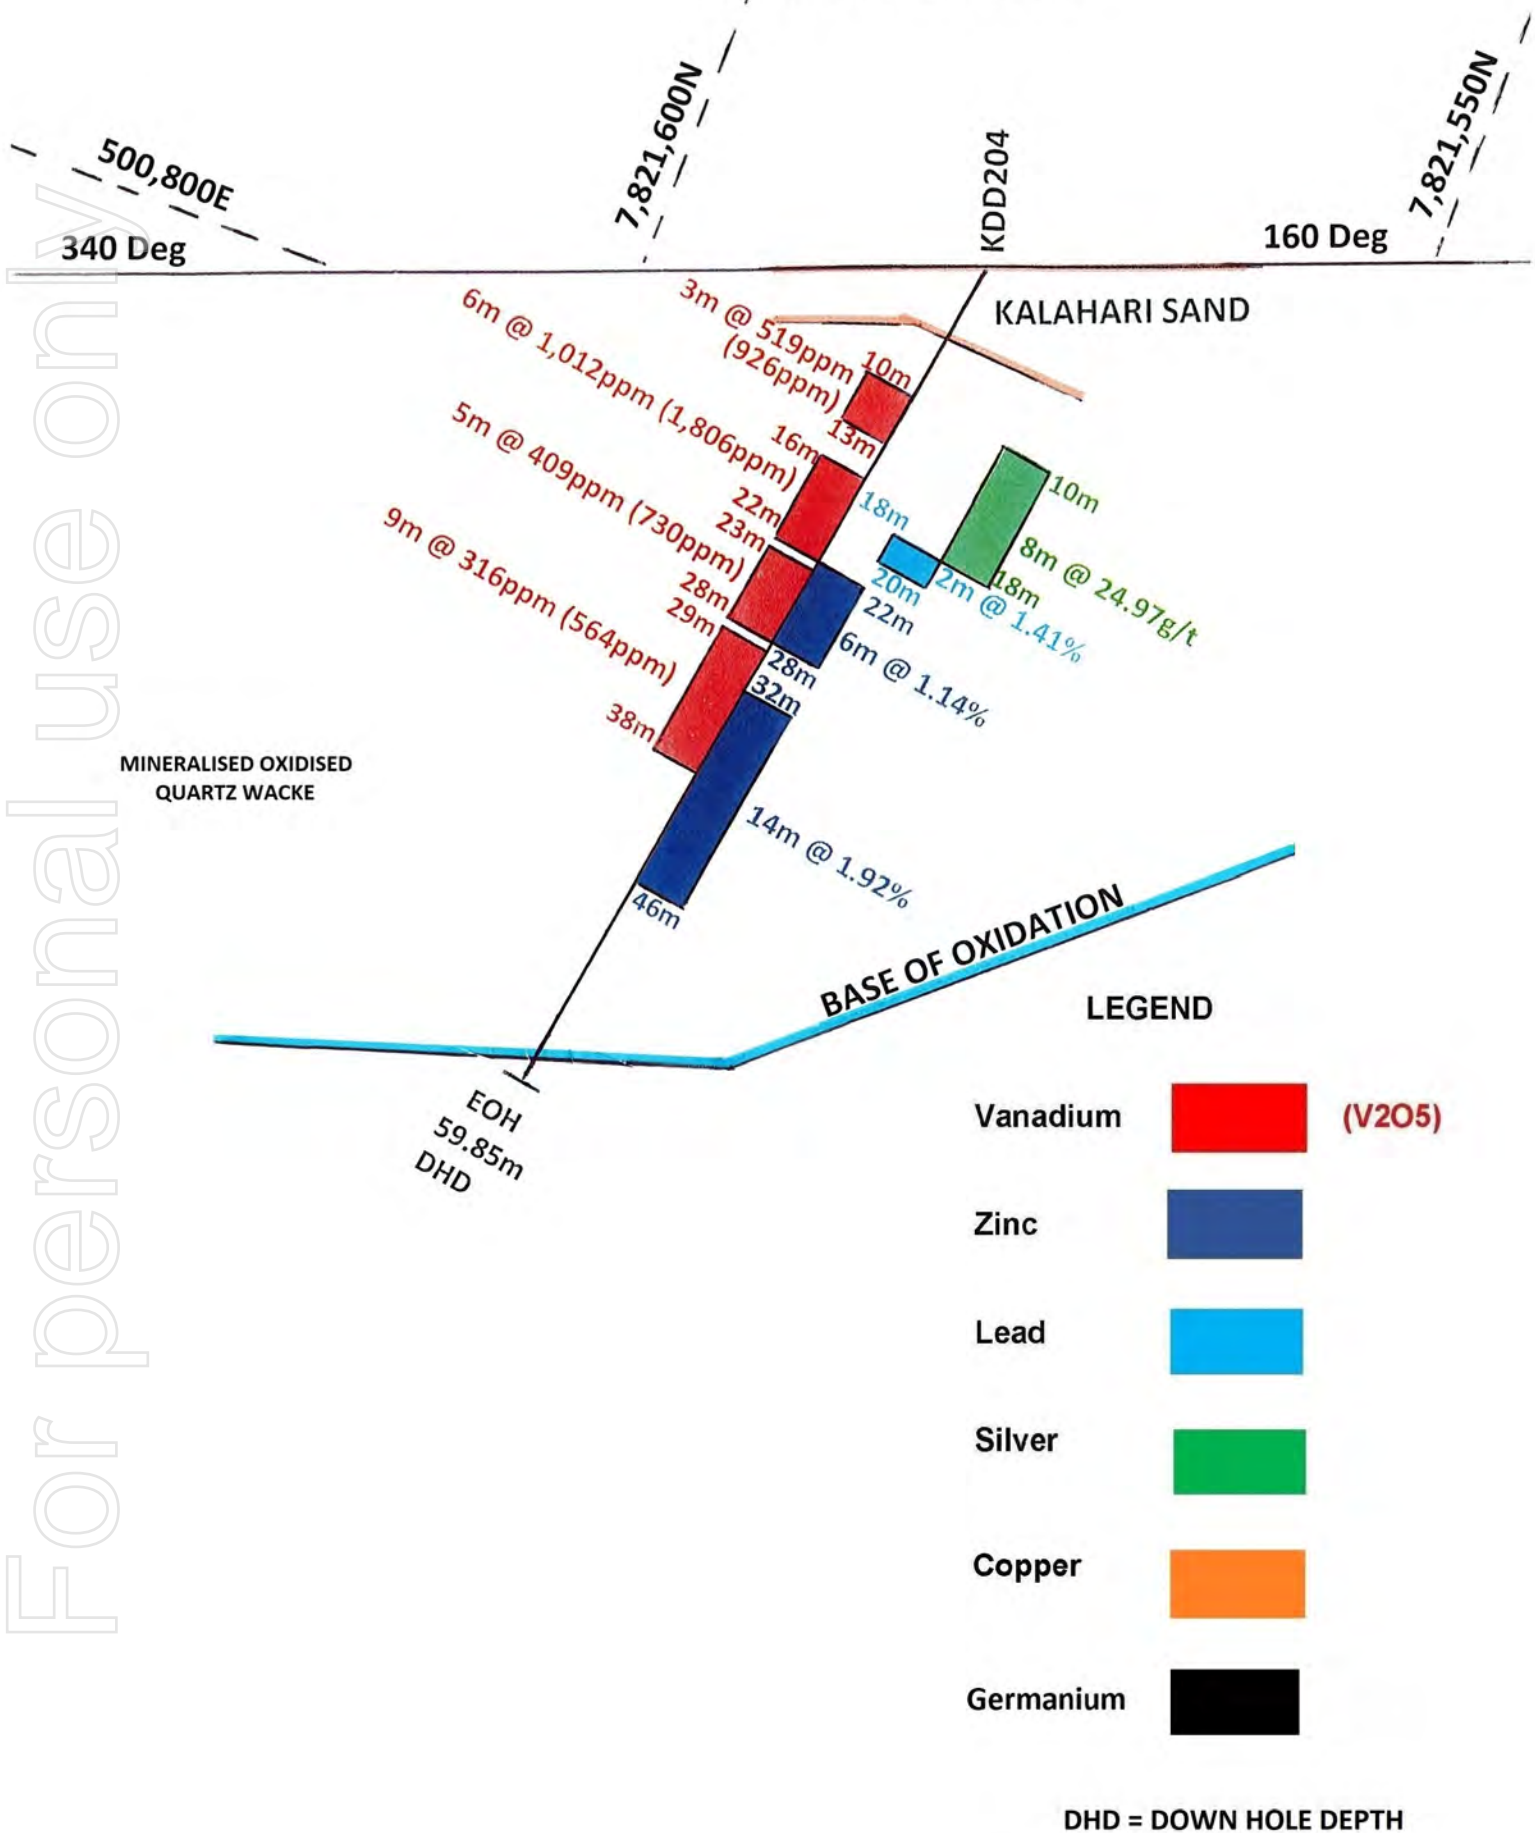 7,821,600N
7,821,550N
500,800E
KDD204
340 Deg
160 Deg
KALAHARI SAND
3m @ 519ppm
(926ppm)
10m
13m
6m @ 1,012ppm (1,806ppm)
16m
22m
5m @ 409ppm (730ppm)
23m
28m
9m @ 316ppm (564ppm)
29m
38m
10m
8m @ 24.97g/t
18m
18m
20m
2m @ 1.41%
22m
6m @ 1.14%
28m
32m
14m @ 1.92%
46m
MINERALISED OXIDISED
QUARTZ WACKE
BASE OF OXIDATION
EOH
59.85m
DHD
LEGEND
Vanadium
(V2O5)
Zinc
Lead
Silver
Copper
Germanium
DHD = DOWN HOLE DEPTH
For personal use only